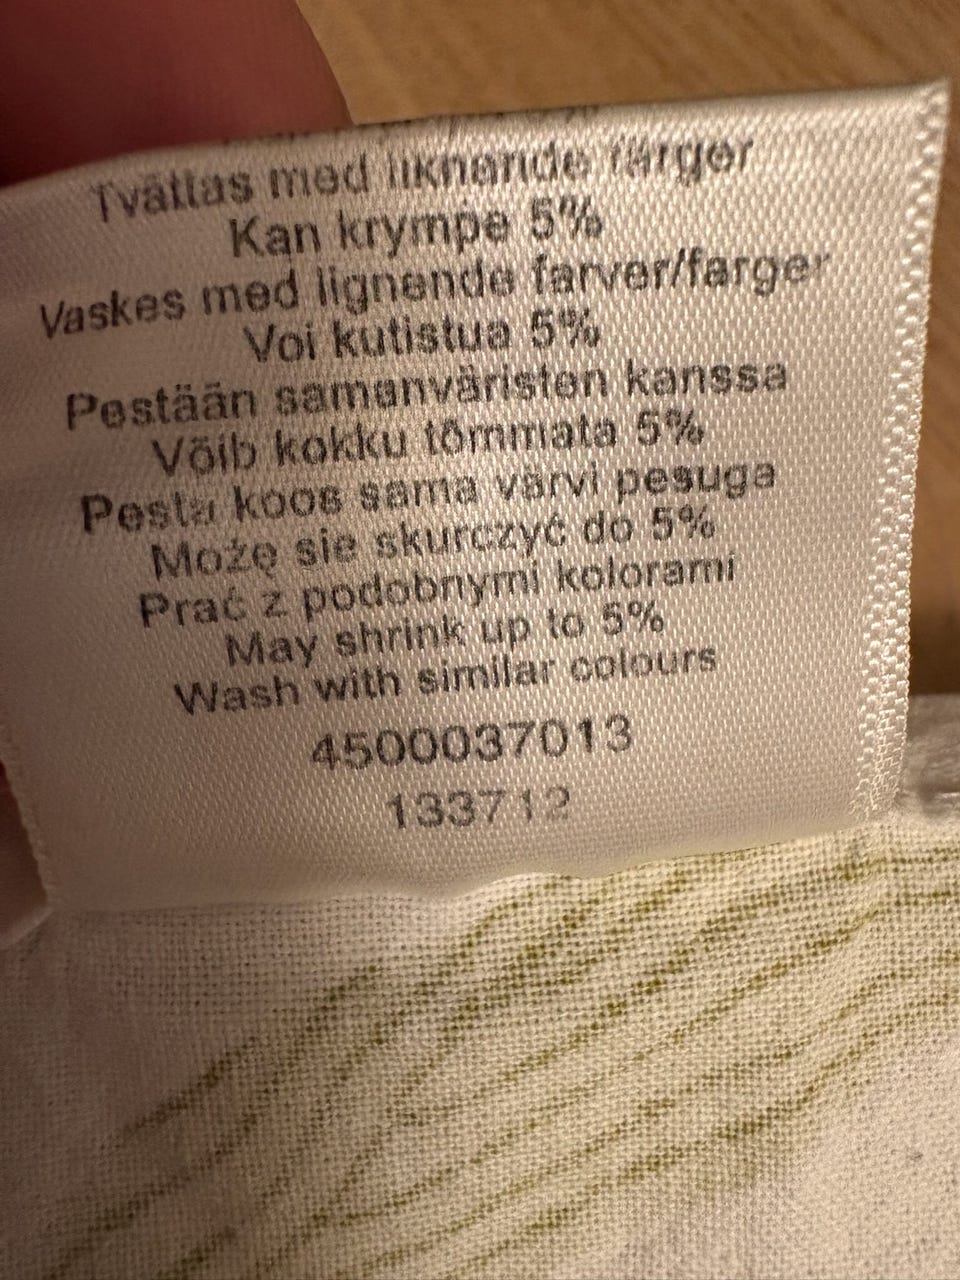 Tvättas med liknande färger
Kan krympe 5%
Vaskes med lignende farver/farger
Voi kutistua 5%
Pestään samanväristen kanssa
Võib kokku tõmmata 5%
Pesta koos sama värvi pesuga
Możę sie skurczyć do 5%
Prać z podobnymi kolorami
May shrink up to 5%
Wash with similar colours
4500037013
133712